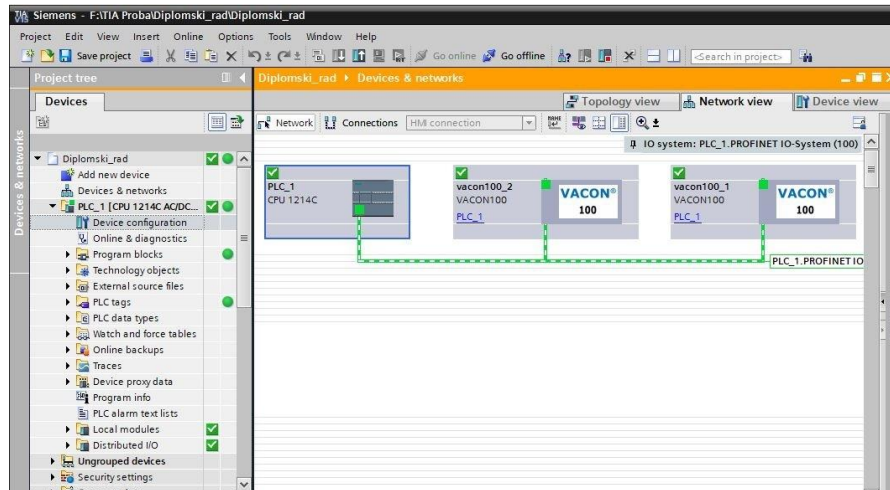 Siemens - F:\TIA Proba\Diplomski_rad\Diplomski_rad
Project Edit View Insert Online Options Tools Window Help
Save project Go online Go offline <Search in project>
Project tree
Diplomski_rad Devices & networks
Devices
Topology view Network view Device view
Network Connections HMI connection
IO system: PLC_1.PROFINET IO-System (100)
Devices & networks
Diplomski_rad
Add new device
Devices & networks
PLC_1 [CPU 1214C AC/DC...
Device configuration
Online & diagnostics
Program blocks
Technology objects
External source files
PLC tags
PLC data types
Watch and force tables
Online backups
Traces
Device proxy data
Program info
PLC alarm text lists
Local modules
Distributed I/O
Ungrouped devices
Security settings
PLC_1
CPU 1214C
vacon100_2
VACON100
PLC_1
VACON®
100
vacon100_1
VACON100
PLC_1
VACON®
100
PLC_1.PROFINET IO